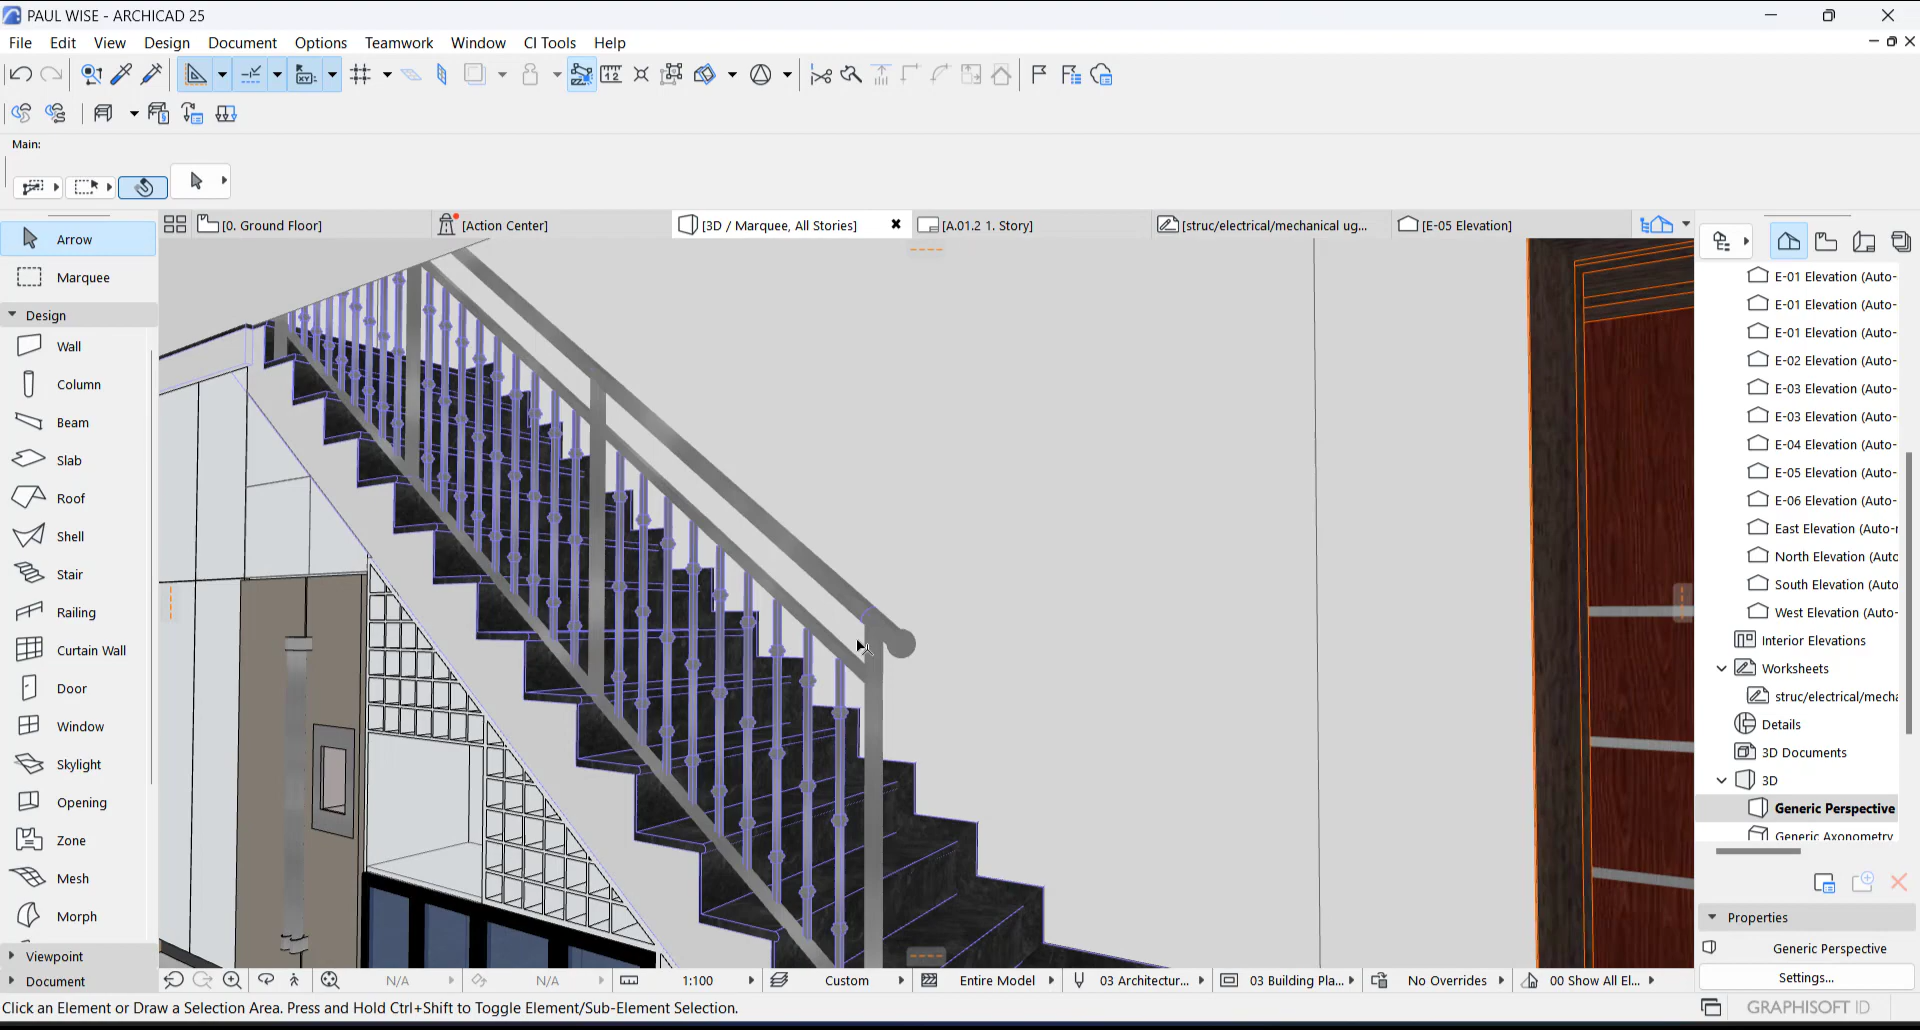 PAUL WISE - ARCHICAD 25
File Edit View Design Document Options Teamwork Window CI Tools Help
Main:
[0. Ground Floor]
[Action Center]
[3D / Marquee, All Stories]
[A.01.2 1. Story]
[struc/electrical/mechanical ug...
[E-05 Elevation]
Arrow
Marquee
Design
Wall
Column
Beam
Slab
Roof
Shell
Stair
Railing
Curtain Wall
Door
Window
Skylight
Opening
Zone
Mesh
Morph
Viewpoint
Document
E-01 Elevation (Auto-
E-01 Elevation (Auto-
E-01 Elevation (Auto-
E-02 Elevation (Auto-
E-03 Elevation (Auto-
E-03 Elevation (Auto-
E-04 Elevation (Auto-
E-05 Elevation (Auto-
E-06 Elevation (Auto-
East Elevation (Auto-r
North Elevation (Auto
South Elevation (Auto
West Elevation (Auto-
Interior Elevations
Worksheets
struc/electrical/mecha
Details
3D Documents
3D
Generic Perspective
Generic Axonometry
Properties
Generic Perspective
Settings...
N/A
N/A
1:100
Custom
Entire Model
03 Architectur...
03 Building Pla...
No Overrides
00 Show All El...
Click an Element or Draw a Selection Area. Press and Hold Ctrl+Shift to Toggle Element/Sub-Element Selection.
GRAPHISOFT ID